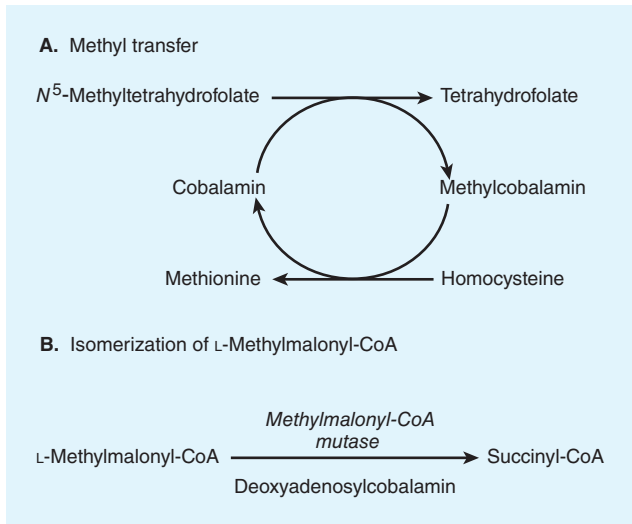 A. Methyl transfer
N5-Methyltetrahydrofolate Tetrahydrofolate
Cobalamin Methylcobalamin
Methionine Homocysteine
B. Isomerization of L-Methylmalonyl-CoA
Methylmalonyl-CoA
mutase
L-Methylmalonyl-CoA Succinyl-CoA
Deoxyadenosylcobalamin